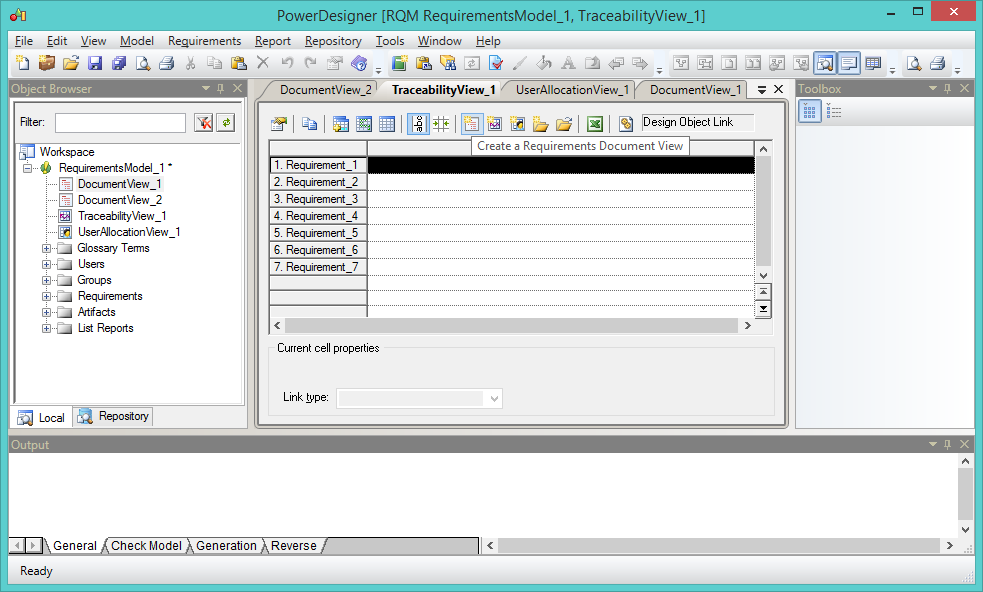 PowerDesigner [RQM RequirementsModel_1, TraceabilityView_1]
File Edit View Model Requirements Report Repository Tools Window Help
Object Browser
DocumentView_2 TraceabilityView_1 UserAllocationView_1 DocumentView_1
Toolbox
Filter:
abc
Design Object Link
Create a Requirements Document View
Workspace
RequirementsModel_1 *
DocumentView_1
DocumentView_2
TraceabilityView_1
UserAllocationView_1
Glossary Terms
Users
Groups
Requirements
Artifacts
List Reports
1. Requirement_1
2. Requirement_2
3. Requirement_3
4. Requirement_4
5. Requirement_5
6. Requirement_6
7. Requirement_7
Current cell properties
Link type:
Local Repository
Output
General Check Model Generation Reverse
Ready